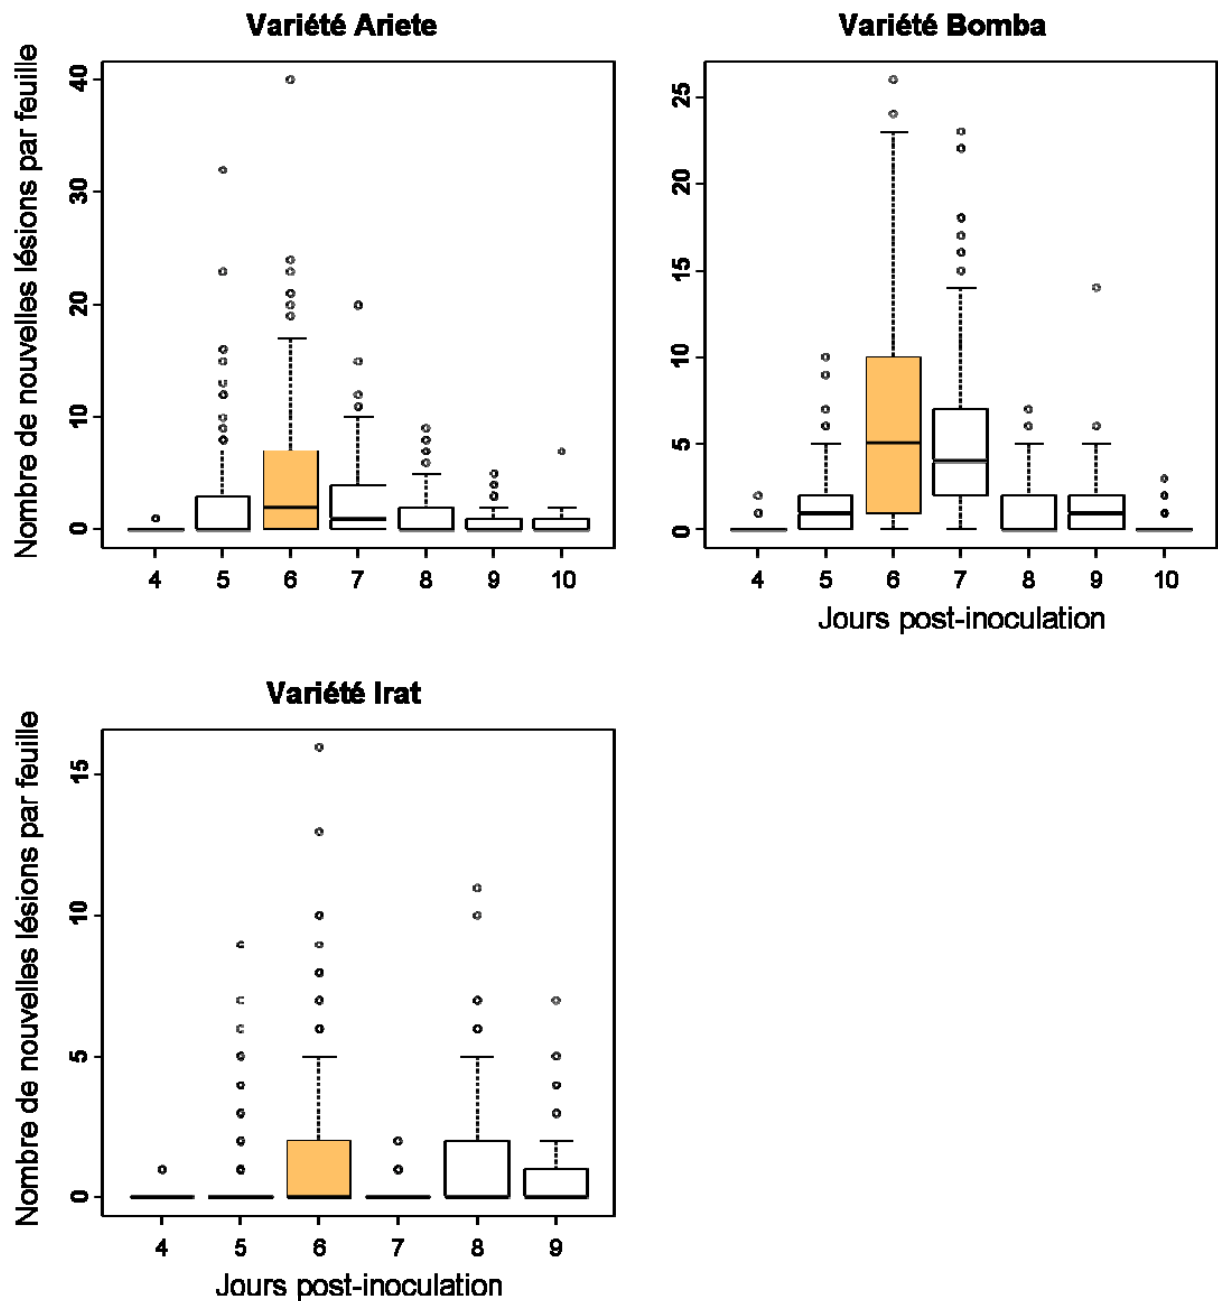 Variété Ariete
Nombre de nouvelles lésions par feuille
40
30
20
10
0
4 5 6 7 8 9 10
Variété Bomba
25
20
15
10
5
0
4 5 6 7 8 9 10
Jours post-inoculation
Variété Irat
Nombre de nouvelles lésions par feuille
15
10
5
0
4 5 6 7 8 9
Jours post-inoculation